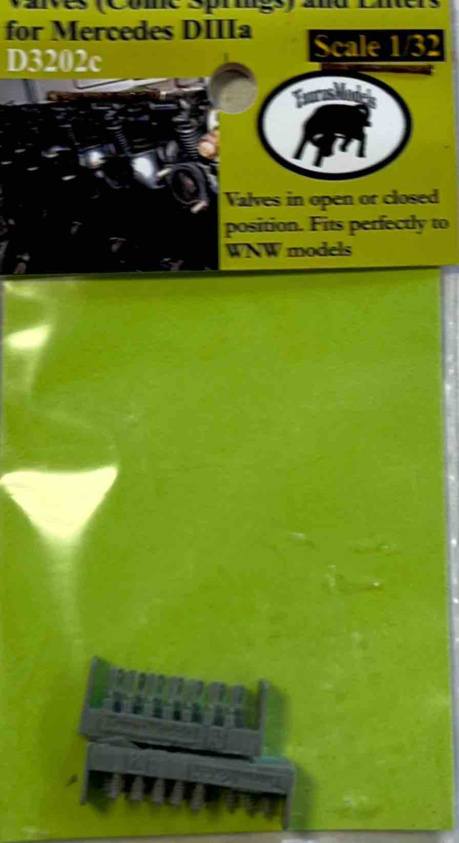 Valves (Conic Springs) and Lifters
for Mercedes DIIIa
D3202c
Scale 1/32
TaurusModels
Valves in open or closed
position. Fits perfectly to
WNW models